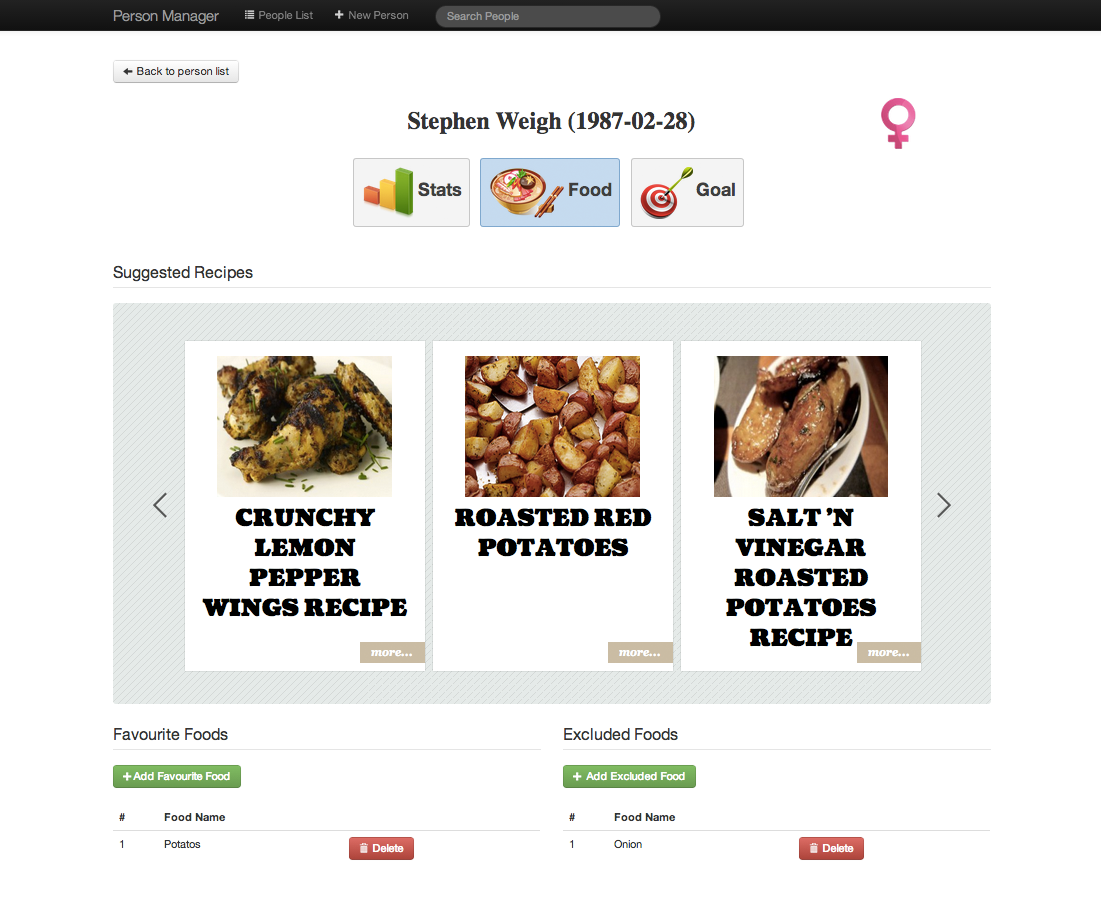 Person Manager People List New Person Search People
Back to person list
Stephen Weigh (1987-02-28)
Stats Food Goal
Suggested Recipes
CRUNCHY
LEMON
PEPPER
WINGS RECIPE
more...
ROASTED RED
POTATOES
more...
SALT ’N
VINEGAR
ROASTED
POTATOES
RECIPE
more...
Favourite Foods
Add Favourite Food
# Food Name
1 Potatos Delete
Excluded Foods
Add Excluded Food
# Food Name
1 Onion Delete